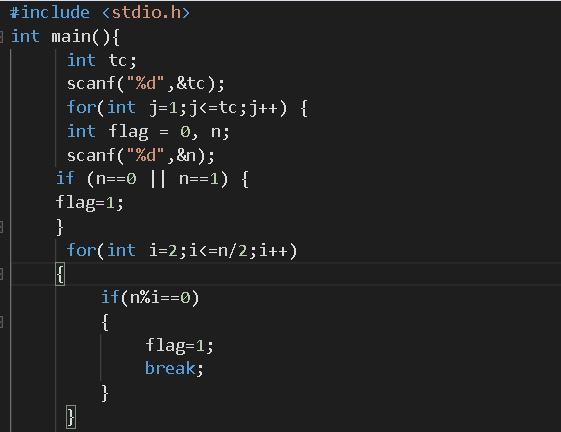 #include <stdio.h>
int main(){
int tc;
scanf("%d",&tc);
for(int j=1;j<=tc;j++) {
int flag = 0, n;
scanf("%d",&n);
if (n==0 || n==1) {
flag=1;
}
for(int i=2;i<=n/2;i++)
{
if(n%i==0)
{
flag=1;
break;
}
}